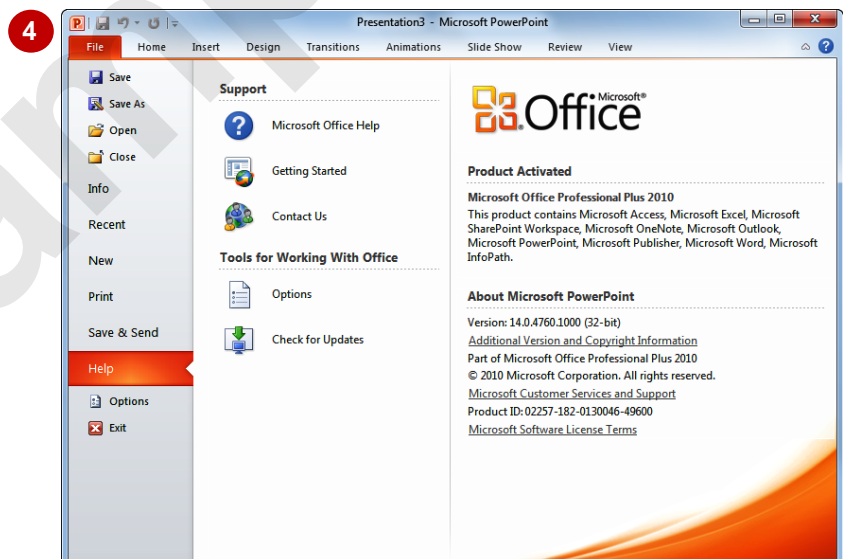 4
Presentation3 - Microsoft PowerPoint
File Home Insert Design Transitions Animations Slide Show Review View
Save
Save As
Open
Close
Info
Recent
New
Print
Save & Send
Help
Options
Exit
Support
Microsoft Office Help
Getting Started
Contact Us
Tools for Working With Office
Options
Check for Updates
Microsoft® Office
Product Activated
Microsoft Office Professional Plus 2010
This product contains Microsoft Access, Microsoft Excel, Microsoft
SharePoint Workspace, Microsoft OneNote, Microsoft Outlook,
Microsoft PowerPoint, Microsoft Publisher, Microsoft Word, Microsoft
InfoPath.
About Microsoft PowerPoint
Version: 14.0.4760.1000 (32-bit)
Additional Version and Copyright Information
Part of Microsoft Office Professional Plus 2010
© 2010 Microsoft Corporation. All rights reserved.
Microsoft Customer Services and Support
Product ID: 02257-182-0130046-49600
Microsoft Software License Terms